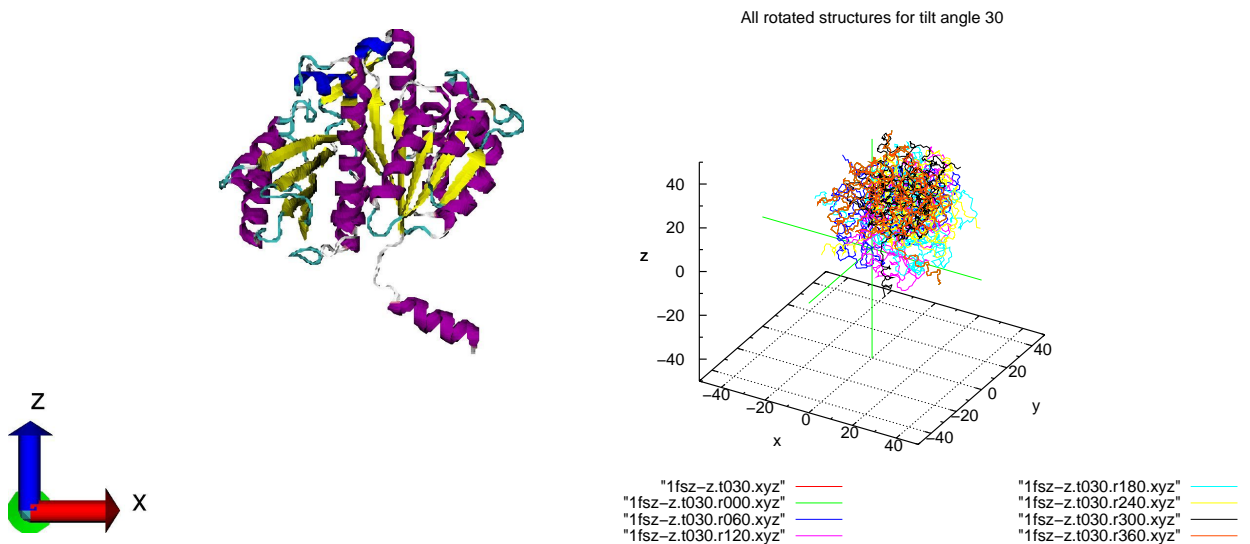 All rotated structures for tilt angle 30
z
40
20
0
−20
−40
−40
−20
0
20
40
x
−40
−20
0
20
40
y
Z
X
"1fsz−z.t030.xyz"
"1fsz−z.t030.r000.xyz"
"1fsz−z.t030.r060.xyz"
"1fsz−z.t030.r120.xyz"
"1fsz−z.t030.r180.xyz"
"1fsz−z.t030.r240.xyz"
"1fsz−z.t030.r300.xyz"
"1fsz−z.t030.r360.xyz"